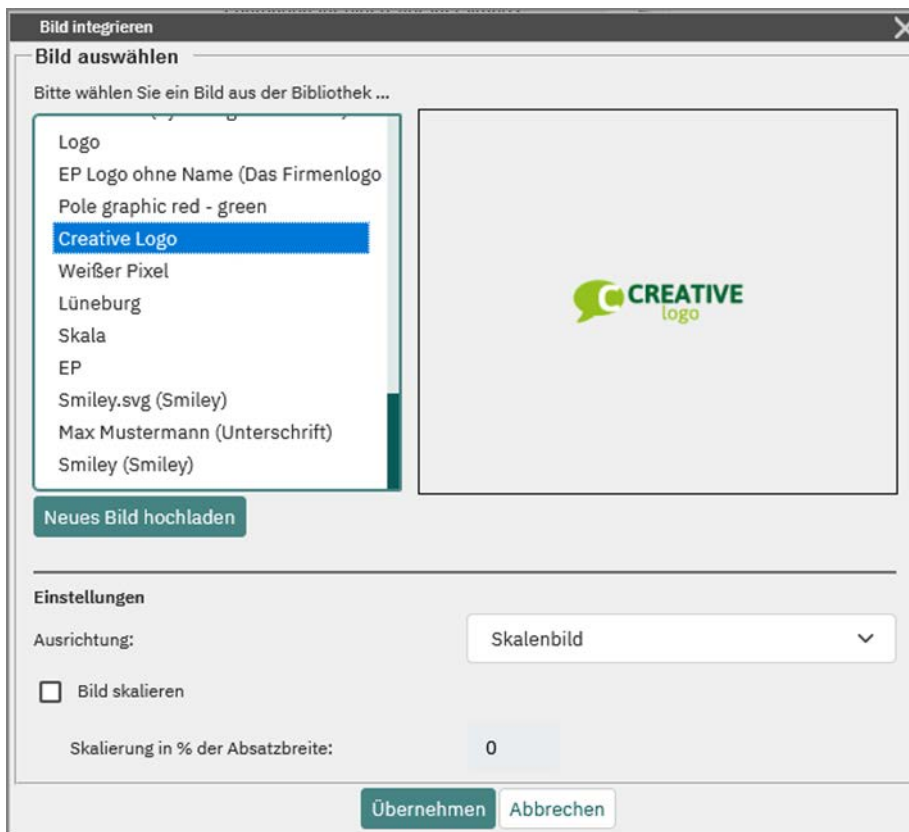 Bild integrieren
Bild auswählen
Bitte wählen Sie ein Bild aus der Bibliothek ...
Logo
EP Logo ohne Name (Das Firmenlogo
Pole graphic red - green
Creative Logo
Weißer Pixel
Lüneburg
Skala
EP
Smiley.svg (Smiley)
Max Mustermann (Unterschrift)
Smiley (Smiley)
C CREATIVE
logo
Neues Bild hochladen
Einstellungen
Ausrichtung:
Skalenbild
Bild skalieren
Skalierung in % der Absatzbreite:
0
Übernehmen
Abbrechen